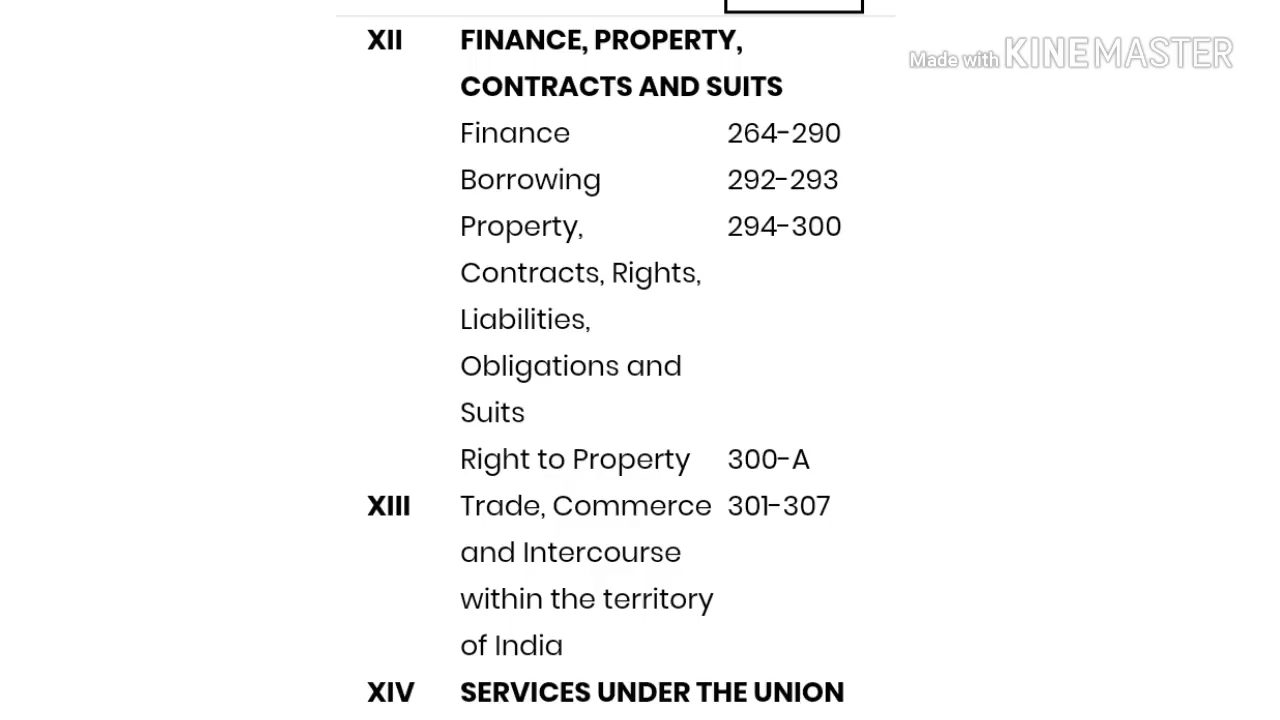 XII FINANCE, PROPERTY,
CONTRACTS AND SUITS
Finance 264-290
Borrowing 292-293
Property, 294-300
Contracts, Rights,
Liabilities,
Obligations and
Suits
Right to Property 300-A
XIII Trade, Commerce 301-307
and Intercourse
within the territory
of India
XIV SERVICES UNDER THE UNION
Made with KINEMASTER